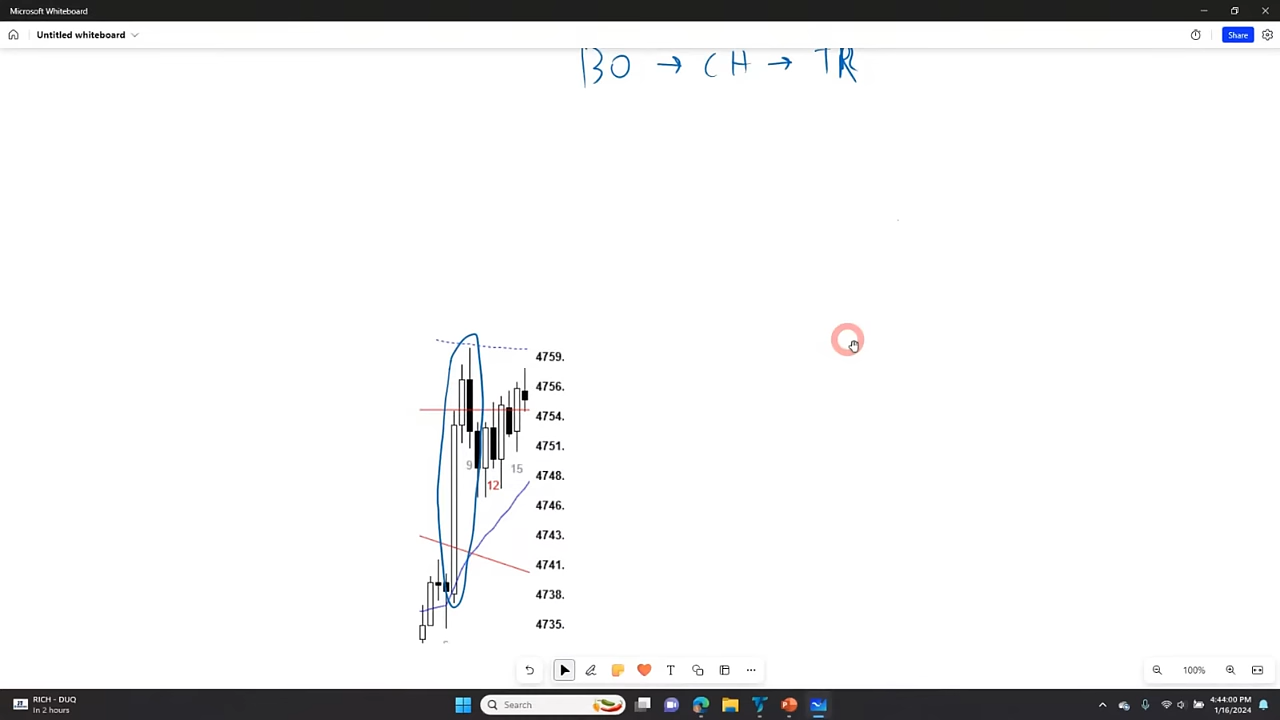 Microsoft Whiteboard
Untitled whiteboard
Share
BO → CH → TR
4759.
4756.
4754.
4751.
9
15
4748.
12
4746.
4743.
4741.
4738.
4735.
T
100%
RICH - DUQ
In 2 hours
Search
4:44:00 PM
1/16/2024